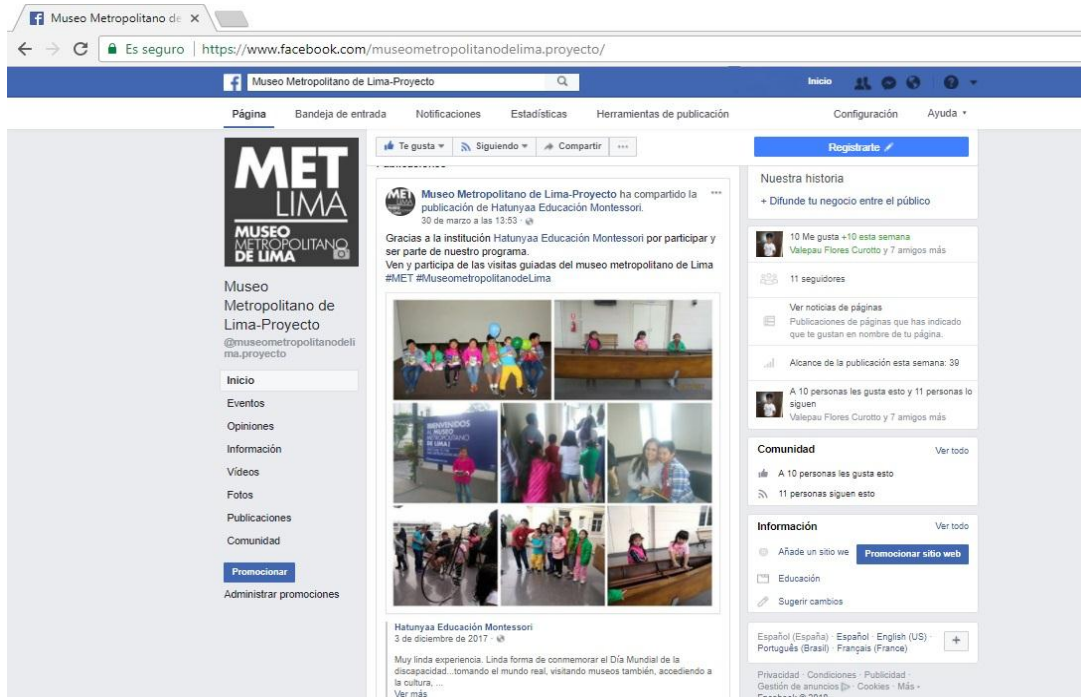 Museo Metropolitano de
Es seguro
https://www.facebook.com/museometropolitanodelima.proyecto/
Museo Metropolitano de Lima-Proyecto
Inicio
Página
Bandeja de entrada
Notificaciones
Estadísticas
Herramientas de publicación
Configuración
Ayuda
MET
LIMA
MUSEO
METROPOLITANO
DE LIMA
Museo
Metropolitano de
Lima-Proyecto
@museometropolitanodeli
ma.proyecto
Inicio
Eventos
Opiniones
Información
Vídeos
Fotos
Publicaciones
Comunidad
Promocionar
Administrar promociones
Te gusta
Siguiendo
Compartir
Museo Metropolitano de Lima-Proyecto ha compartido la
publicación de Hatunyaa Educación Montessori.
30 de marzo a las 13:53 ·
Gracias a la institución Hatunyaa Educación Montessori por participar y
ser parte de nuestro programa.
Ven y participa de las visitas guiadas del museo metropolitano de Lima
#MET #MuseometropolitanodeLima
BIENVENIDOS
AL MUSEO
METROPOLITANO
DE LIMA
Hatunyaa Educación Montessori
3 de diciembre de 2017 ·
Muy linda experiencia. Linda forma de conmemorar el Día Mundial de la
discapacidad...tomando el mundo real, visitando museos también, accediendo a
la cultura, ...
Ver más
Registrarte
Nuestra historia
+ Difunde tu negocio entre el público
10 Me gusta +10 esta semana
Valepau Flores Curotto y 7 amigos más
11 seguidores
Ver noticias de páginas
Publicaciones de páginas que has indicado
que te gustan en nombre de tu página.
Alcance de la publicación esta semana: 39
A 10 personas les gusta esto y 11 personas lo
siguen
Valepau Flores Curotto y 7 amigos más
Comunidad
Ver todo
A 10 personas les gusta esto
11 personas siguen esto
Información
Ver todo
Añade un sitio we
Promocionar sitio web
Educación
Sugerir cambios
Español (España) · Español · English (US) ·
Português (Brasil) · Français (France)
Privacidad · Condiciones · Publicidad ·
Gestión de anuncios · Cookies · Más
Facebook © 2018